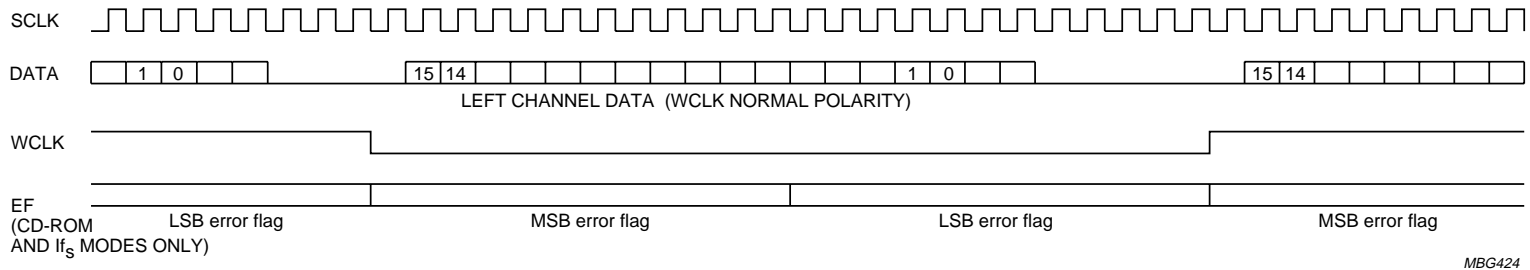 SCLK
DATA 1 0 15 14 1 0 15 14
LEFT CHANNEL DATA (WCLK NORMAL POLARITY)
WCLK
EF
(CD-ROM
AND Ifs MODES ONLY)
LSB error flag MSB error flag LSB error flag MSB error flag
MBG424